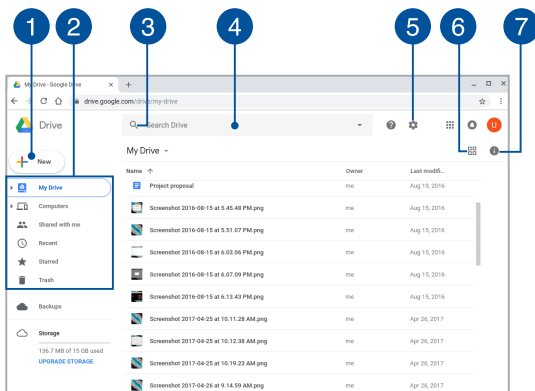 1 2 3 4 5 6 7
My Drive - Google Drive
drive.google.com/drive/my-drive
Drive
Search Drive
U
New
My Drive
Name Owner Last modifi...
My Drive
Computers
Shared with me
Recent
Starred
Trash
Backups
Storage
136.7 MB of 15 GB used
UPGRADE STORAGE
Project proposal me Aug 19, 2016
Screenshot 2016-08-15 at 5.45.48 PM.png me Aug 15, 2016
Screenshot 2016-08-15 at 5.51.07 PM.png me Aug 15, 2016
Screenshot 2016-08-15 at 6.03.06 PM.png me Aug 15, 2016
Screenshot 2016-08-15 at 6.07.09 PM.png me Aug 15, 2016
Screenshot 2016-08-15 at 6.13.43 PM.png me Aug 15, 2016
Screenshot 2017-04-25 at 10.11.28 AM.png me Apr 26, 2017
Screenshot 2017-04-25 at 10.12.38 AM.png me Apr 26, 2017
Screenshot 2017-04-25 at 10.19.23 AM.png me Apr 26, 2017
Screenshot 2017-04-26 at 9.14.59 AM.png me Apr 26, 2017